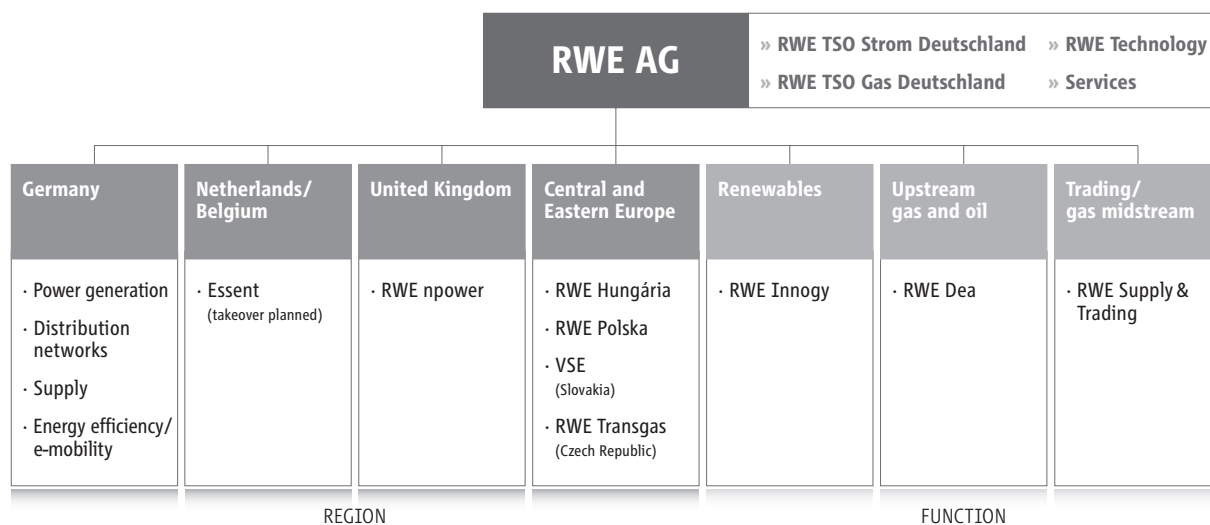 RWE AG
» RWE TSO Strom Deutschland
» RWE Technology
» RWE TSO Gas Deutschland
» Services
Germany
· Power generation
· Distribution
networks
· Supply
· Energy efficiency/
e-mobility
Netherlands/
Belgium
· Essent
(takeover planned)
United Kingdom
· RWE npower
Central and
Eastern Europe
· RWE Hungária
· RWE Polska
· VSE
(Slovakia)
· RWE Transgas
(Czech Republic)
Renewables
· RWE Innogy
Upstream
gas and oil
· RWE Dea
Trading/
gas midstream
· RWE Supply &
Trading
REGION
FUNCTION